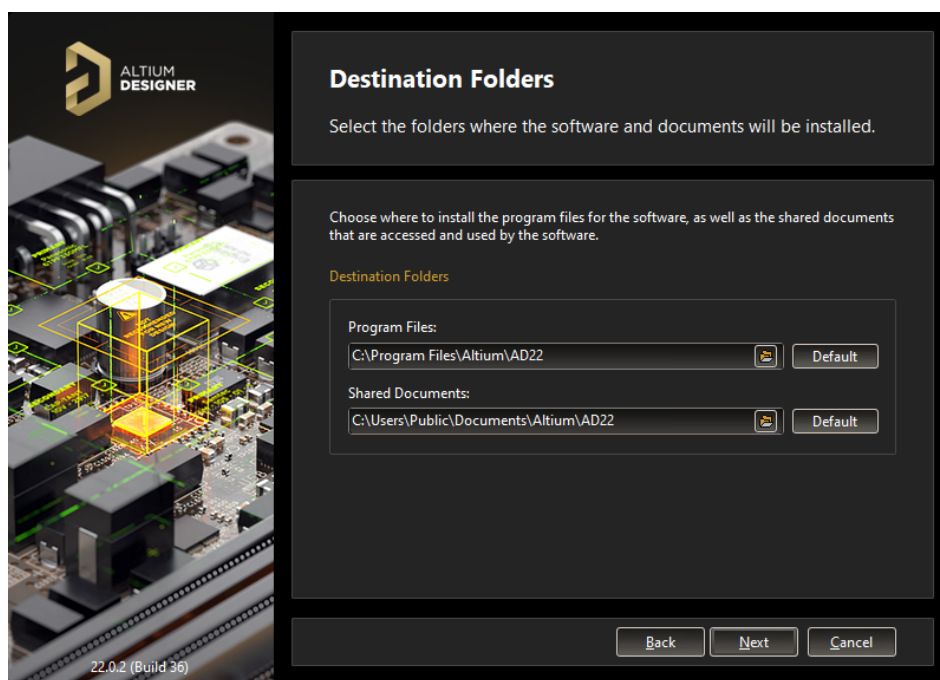 ALTIUM
DESIGNER
Destination Folders
Select the folders where the software and documents will be installed.
Choose where to install the program files for the software, as well as the shared documents
that are accessed and used by the software.
Destination Folders
Program Files:
C:\Program Files\Altium\AD22
Default
Shared Documents:
C:\Users\Public\Documents\Altium\AD22
Default
Back
Next
Cancel
22.0.2 (Build 36)